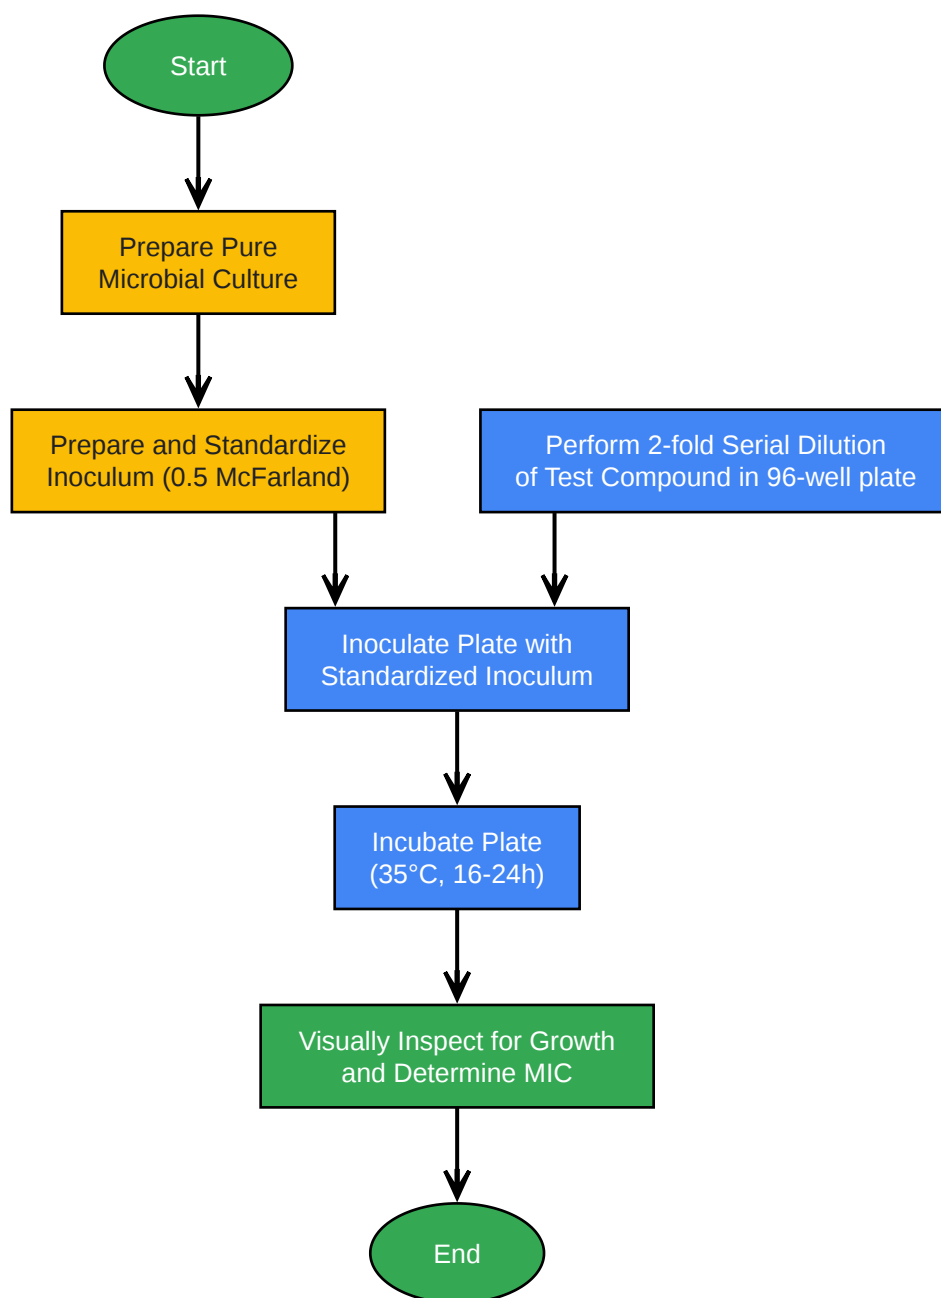 Start
Prepare Pure
Microbial Culture
Prepare and Standardize
Inoculum (0.5 McFarland)
Perform 2-fold Serial Dilution
of Test Compound in 96-well plate
Inoculate Plate with
Standardized Inoculum
Incubate Plate
(35°C, 16-24h)
Visually Inspect for Growth
and Determine MIC
End